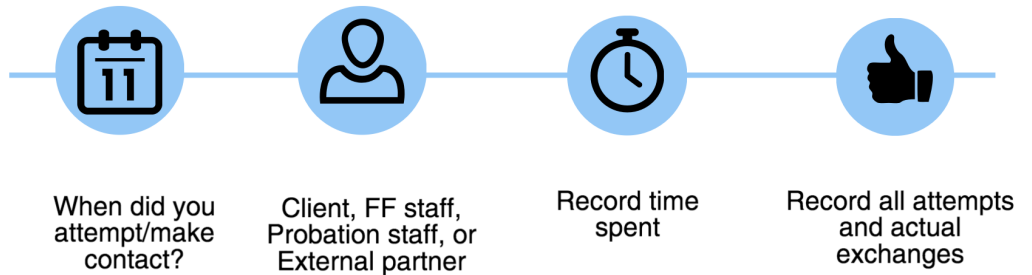 11
When did you
attempt/make
contact?
Client, FF staff,
Probation staff, or
External partner
Record time
spent
Record all attempts
and actual
exchanges